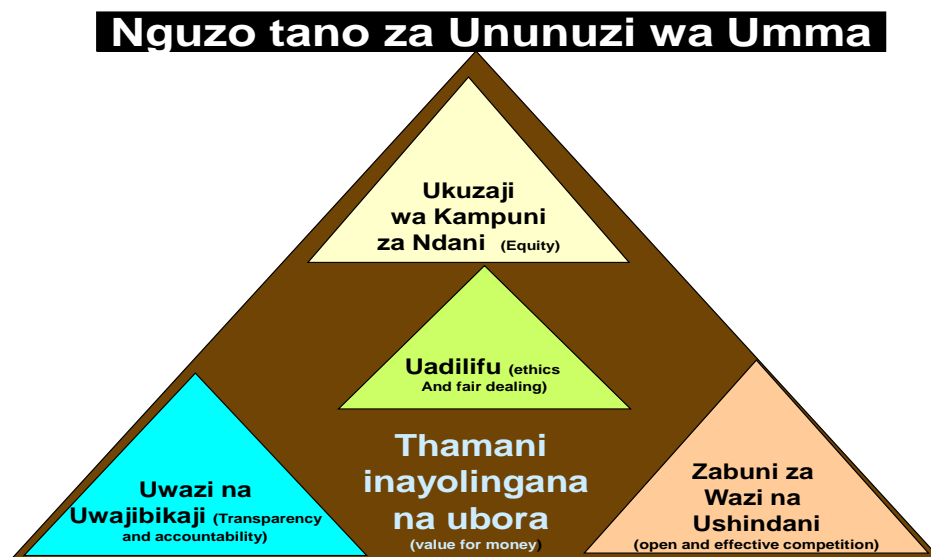 Nguzo tano za Ununuzi wa Umma
Ukuzaji
wa Kampuni
za Ndani (Equity)
Uadilifu (ethics
And fair dealing)
Uwazi na
Uwajibikaji (Transparency
and accountability)
Thamani
inayolingana
na ubora
(value for money)
Zabuni za
Wazi na
Ushindani
(open and effective competition)